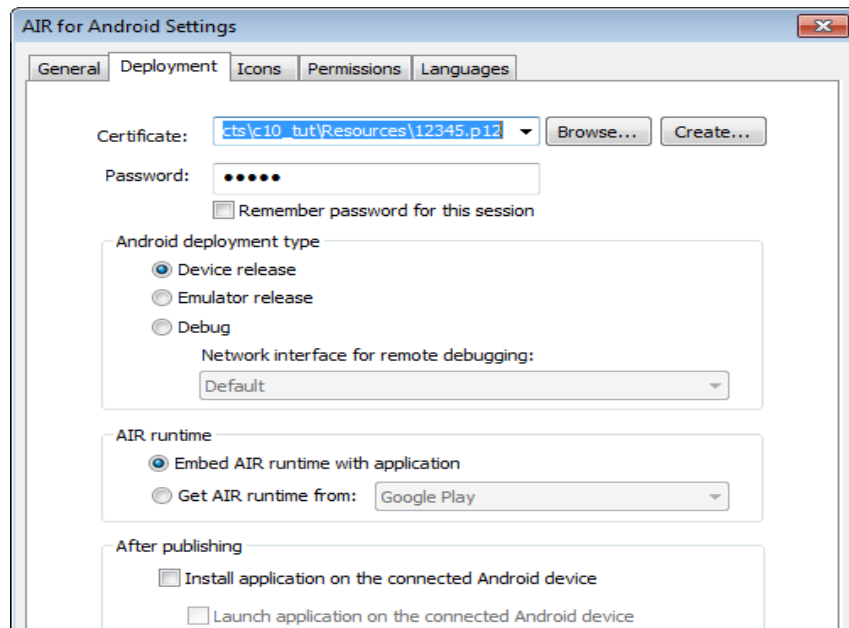 AIR for Android Settings
General Deployment Icons Permissions Languages
Certificate: cts\c10_tut\Resources\12345.p12 Browse... Create...
Password: •••••
Remember password for this session
Android deployment type
Device release
Emulator release
Debug
Network interface for remote debugging:
Default
AIR runtime
Embed AIR runtime with application
Get AIR runtime from: Google Play
After publishing
Install application on the connected Android device
Launch application on the connected Android device